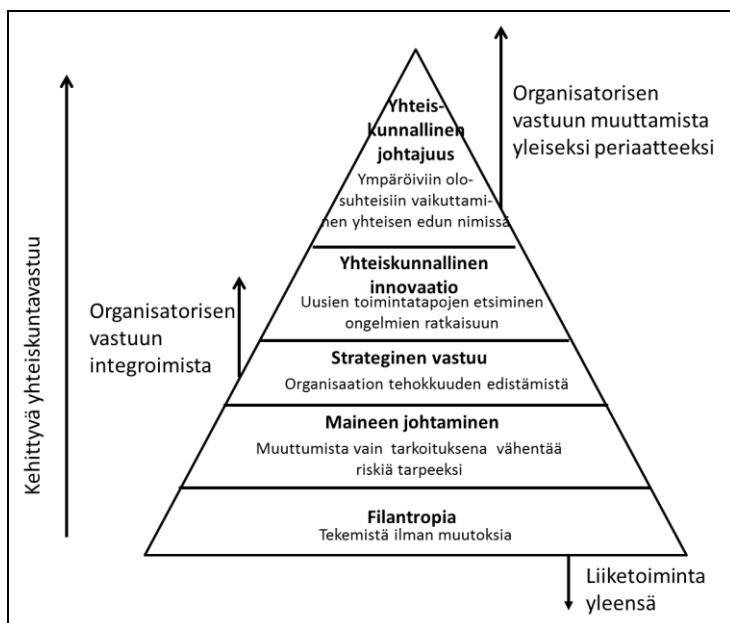 Kehittyvä yhteiskuntavastuu
Organisatorisen
vastuun muuttamista
yleiseksi periaatteeksi
Yhteis-
kunnallinen
johtajuus
Ympäröiviin olo-
suhteisiin vaikuttami-
nen yhteisen edun nimissä
Organisatorisen
vastuun
integroimista
Yhteiskunnallinen
innovaatio
Uusien toimintatapojen etsiminen
ongelmien ratkaisuun
Strateginen vastuu
Organisaation tehokkuuden edistämistä
Maineen johtaminen
Muuttumista vain tarkoituksena vähentää
riskiä tarpeeksi
Filantropia
Tekemistä ilman muutoksia
Liiketoiminta
yleensä